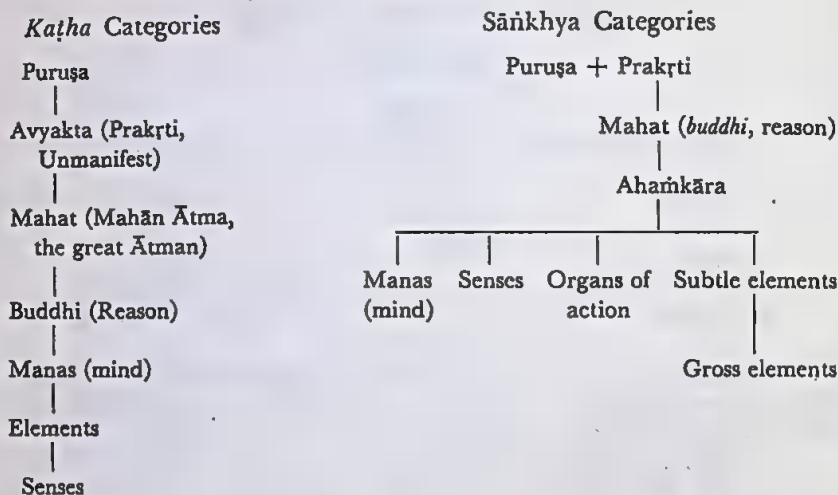 Kaṭha Categories
Puruṣa
Avyakta (Prakṛti,
Unmanifest)
Mahat (Mahān Ātma,
the great Ātman)
Buddhi (Reason)
Manas (mind)
Elements
Senses
Sāṅkhya Categories
Puruṣa + Prakṛti
Mahat (buddhi, reason)
Ahaṁkāra
Manas
(mind)
Senses
Organs of
action
Subtle elements
Gross elements